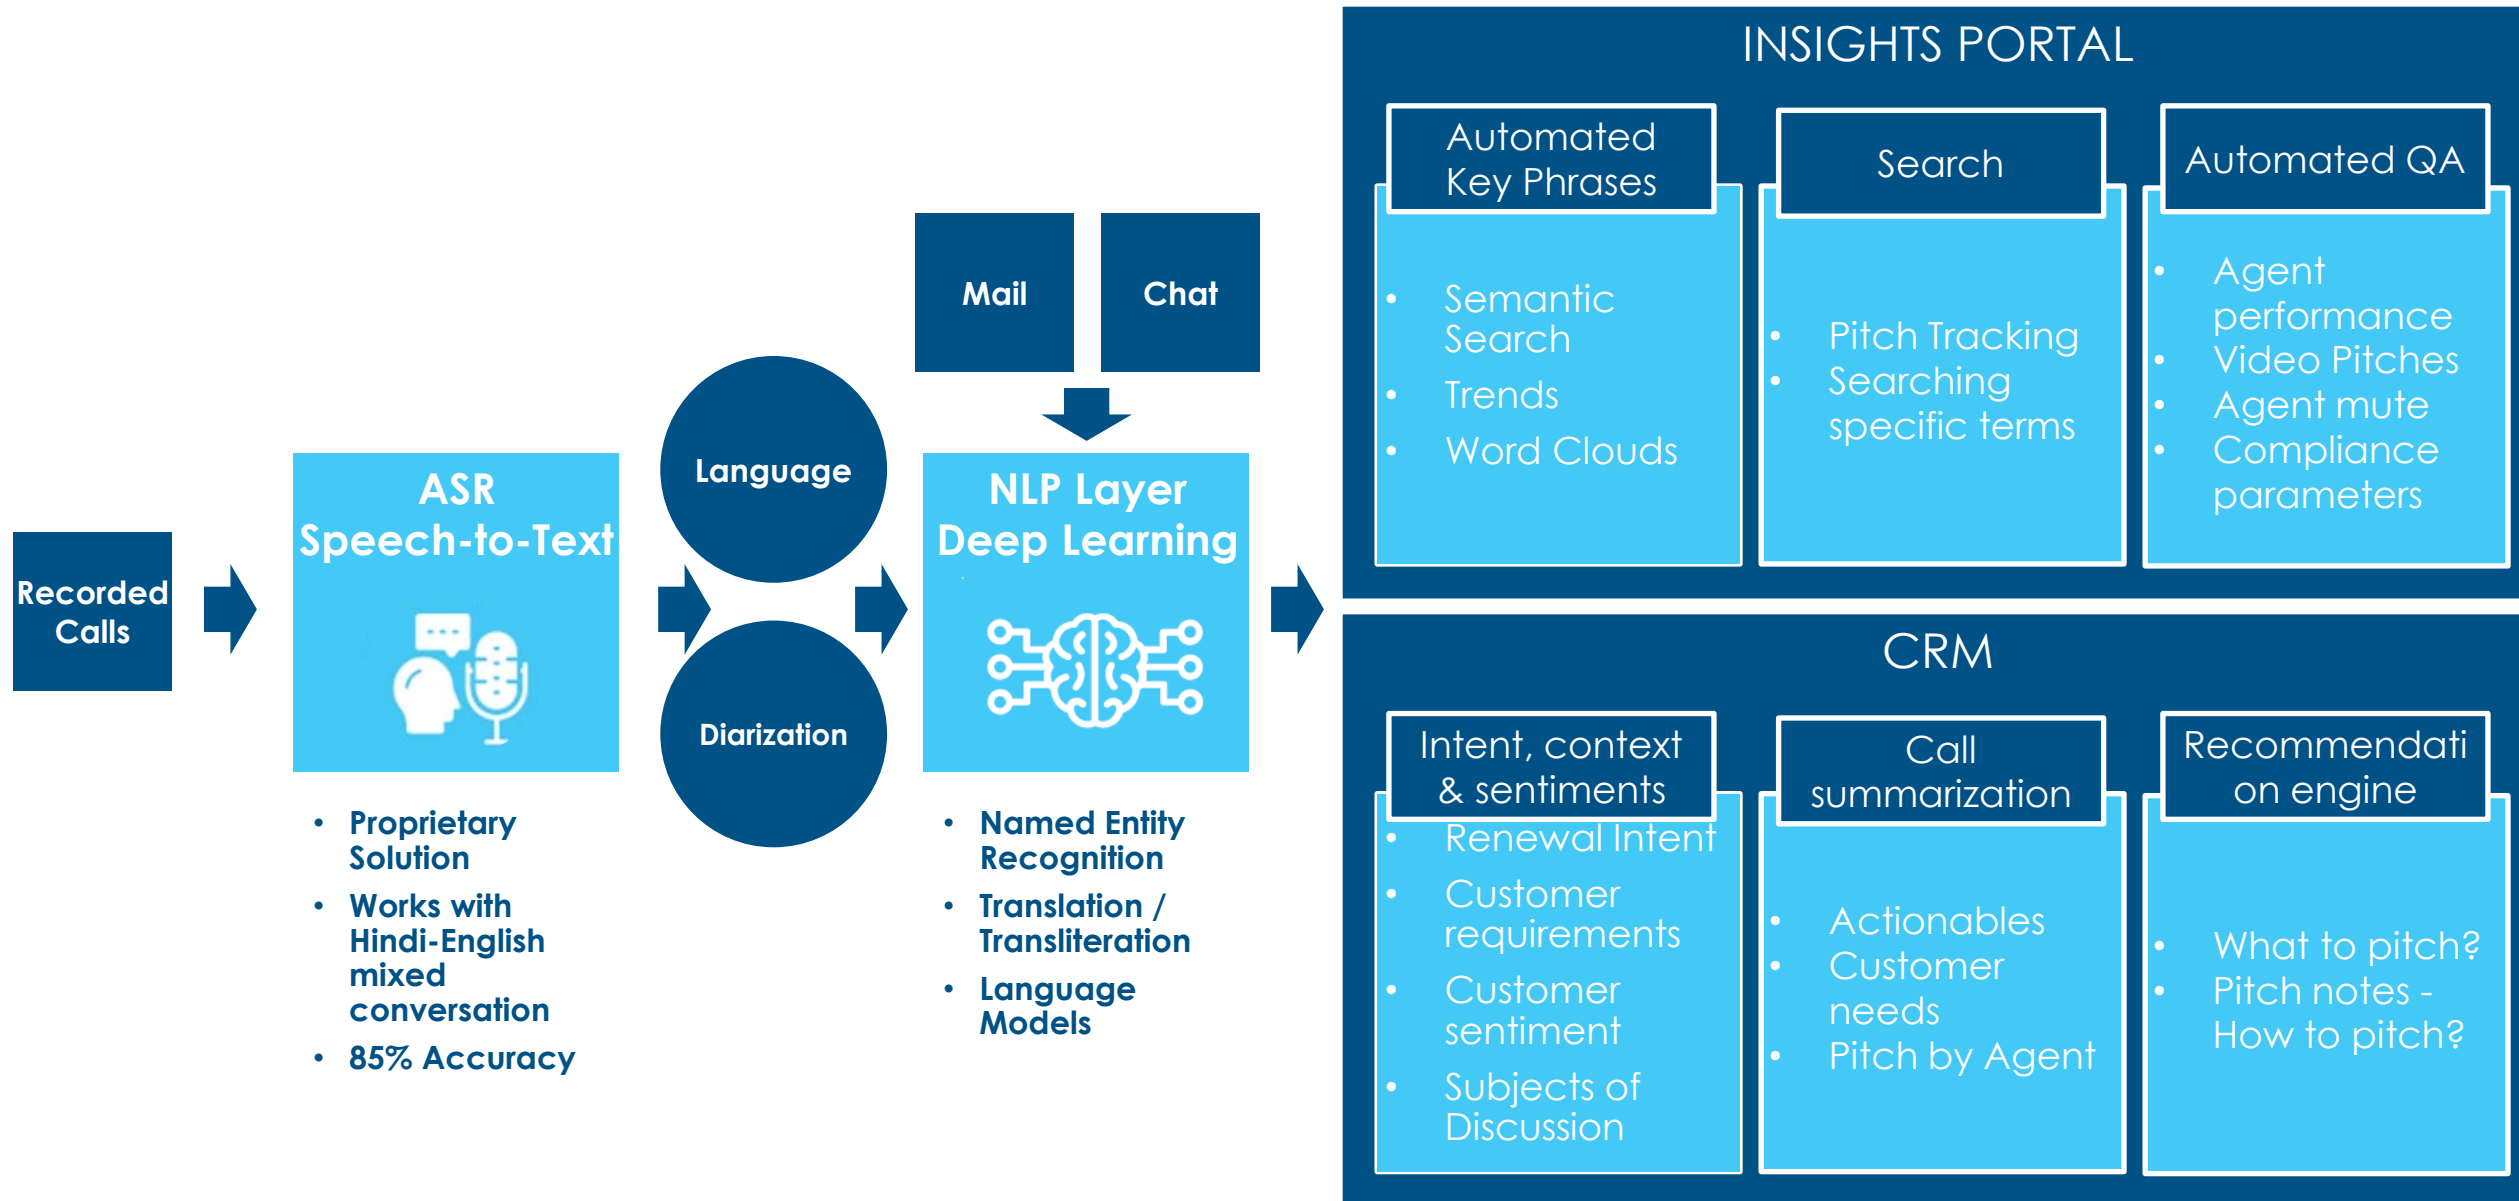 Recorded
Calls
ASR
Speech-to-Text
• Proprietary
Solution
• Works with
Hindi-English
mixed
conversation
• 85% Accuracy
Language
Diarization
Mail
Chat
NLP Layer
Deep Learning
• Named Entity
Recognition
• Translation /
Transliteration
• Language
Models
INSIGHTS PORTAL
Automated
Key Phrases
• Semantic
Search
• Trends
• Word Clouds
Search
• Pitch Tracking
• Searching
specific terms
Automated QA
• Agent
performance
• Video Pitches
• Agent mute
• Compliance
parameters
CRM
Intent, context
& sentiments
• Renewal Intent
• Customer
requirements
• Customer
sentiment
• Subjects of
Discussion
Call
summarization
• Actionables
• Customer
needs
• Pitch by Agent
Recommendati
on engine
• What to pitch?
• Pitch notes -
How to pitch?